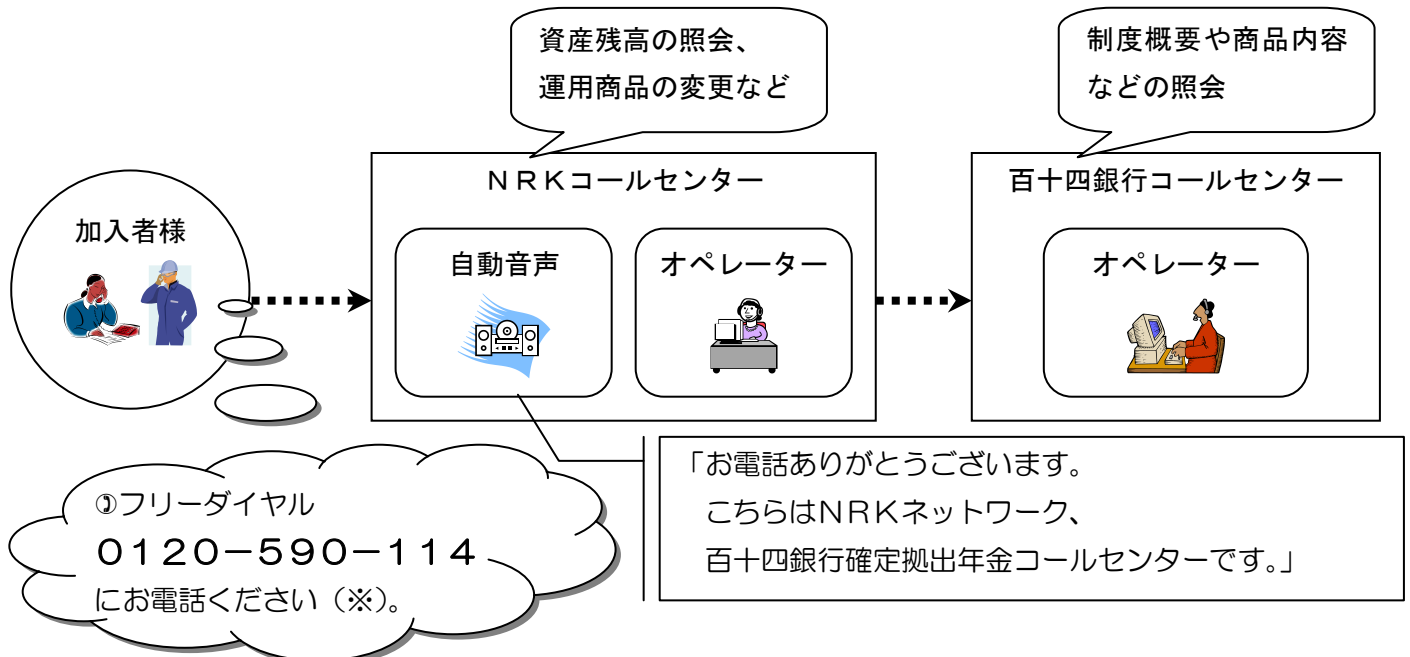 資産残高の照会、
運用商品の変更など
制度概要や商品内容
などの照会
加入者様
NRKコールセンター
自動音声
オペレーター
百十四銀行コールセンター
オペレーター
①フリーダイヤル
0120-590-114
にお電話ください(※)。
「お電話ありがとうございます。
こちらはNRKネットワーク、
百十四銀行確定拠出年金コールセンターです。」